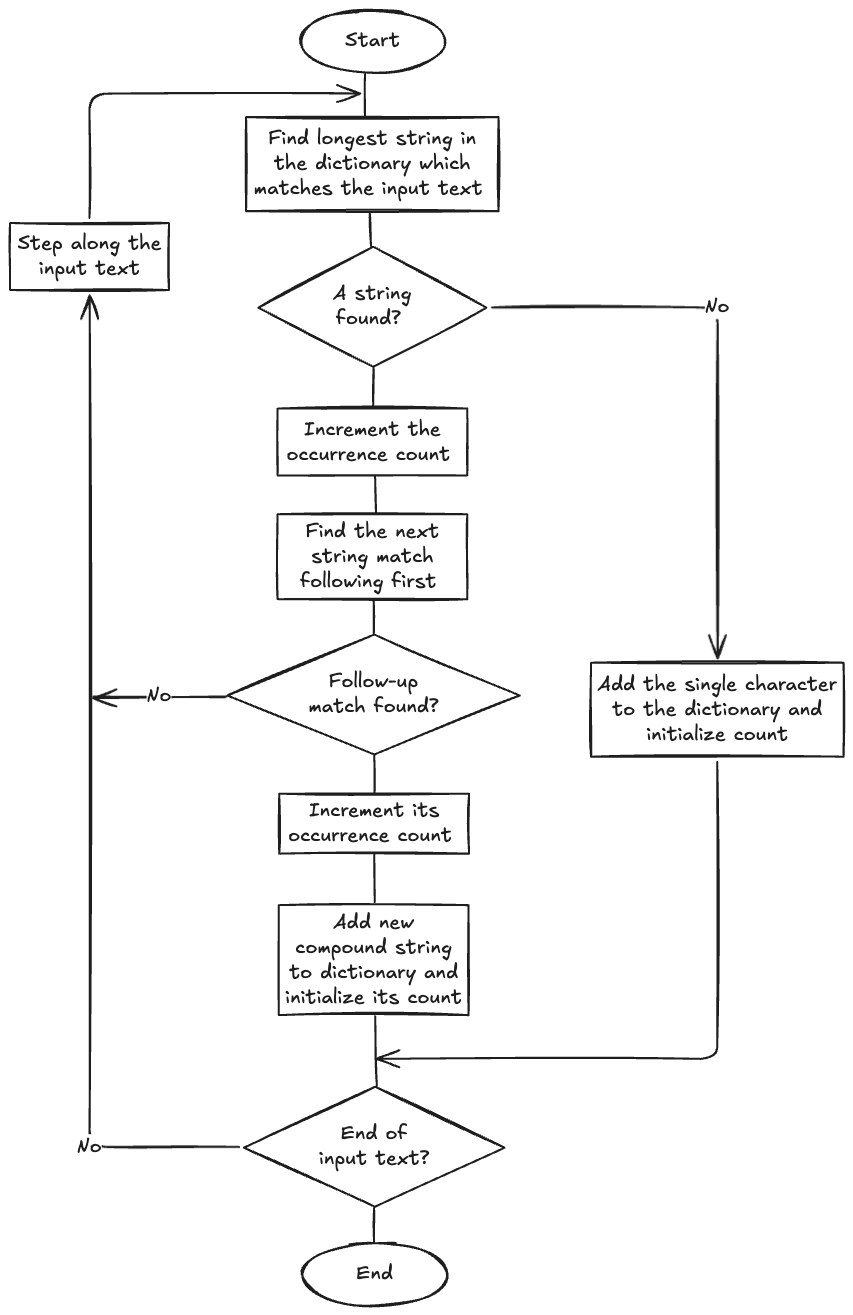 Start
Find longest string in
the dictionary which
matches the input text
Step along the
input text
A string
found?
No
Increment the
occurrence count
Find the next
string match
following first
Follow-up
match found?
No
Add the single character
to the dictionary and
initialize count
Increment its
occurrence count
Add new
compound string
to dictionary and
initialize its count
End of
input text?
No
End